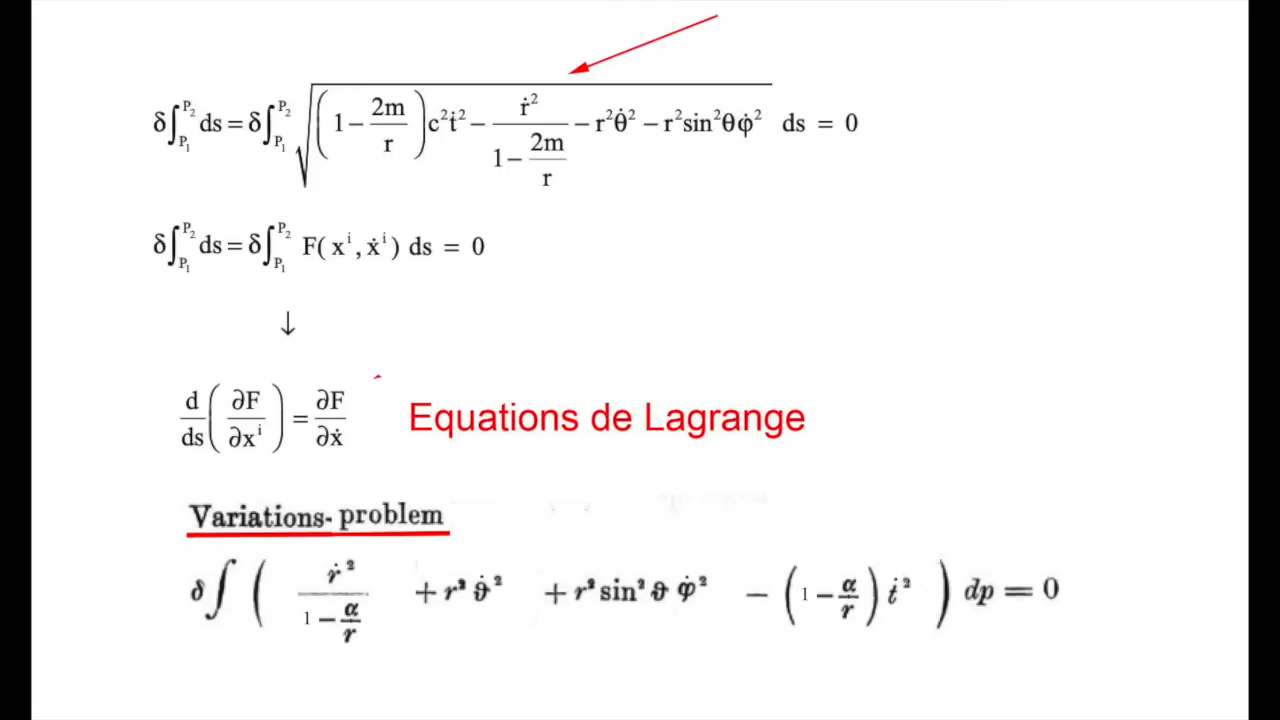 δ∫_{P₁}^{P₂} ds = δ∫_{P₁}^{P₂} √( (1 − 2m/r) c²ṫ² − ṙ²/(1 − 2m/r) − r²θ̇² − r²sin²θφ̇² ) ds = 0
δ∫_{P₁}^{P₂} ds = δ∫_{P₁}^{P₂} F( xⁱ , ẋⁱ ) ds = 0
↓
d/ds ( ∂F/∂xⁱ ) = ∂F/∂ẋ Equations de Lagrange
Variations-problem
δ∫ ( ṙ²/(1 − α/r) + r² ϑ̇² + r² sin² ϑ φ̇² − (1 − α/r) ṫ² ) dp = 0